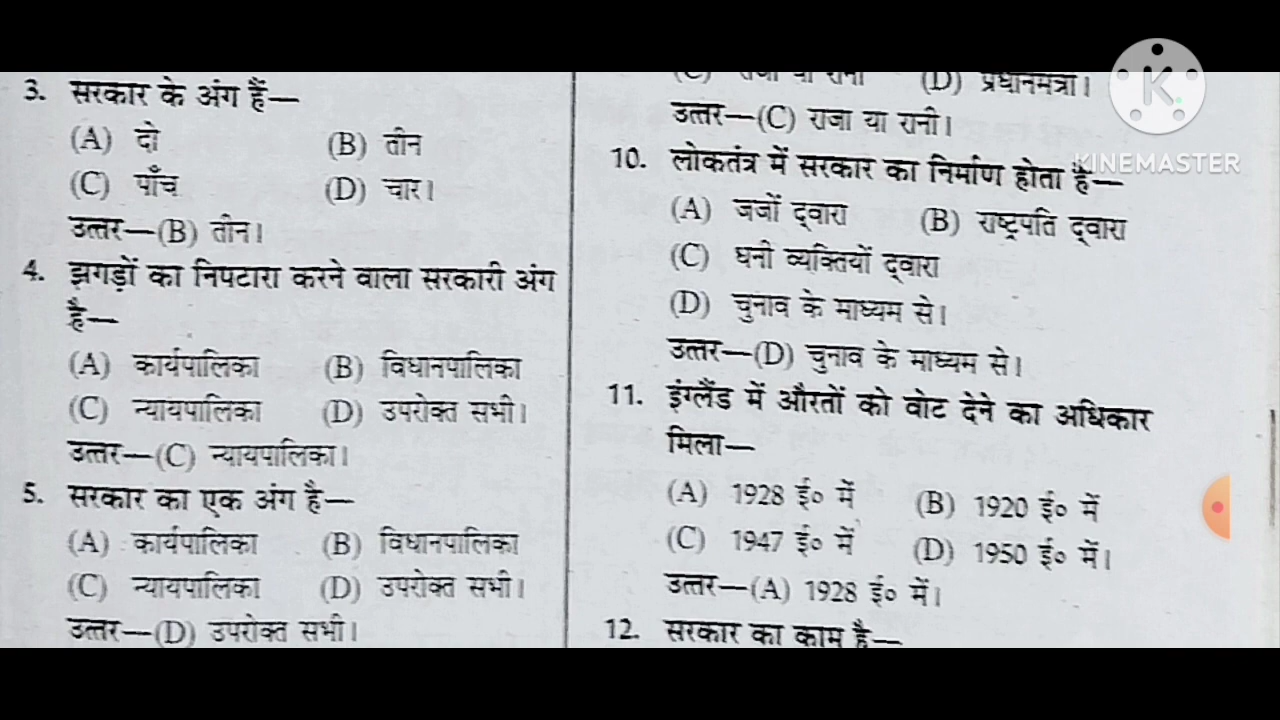 3. सरकार के अंग हैं—
(A) दो (B) तीन
(C) पाँच (D) चार।
उत्तर—(B) तीन।
4. झगड़ों का निपटारा करने वाला सरकारी अंग
है—
(A) कार्यपालिका (B) विधानपालिका
(C) न्यायपालिका (D) उपरोक्त सभी।
उत्तर—(C) न्यायपालिका।
5. सरकार का एक अंग है—
(A) कार्यपालिका (B) विधानपालिका
(C) न्यायपालिका (D) उपरोक्त सभी।
उत्तर—(D) उपरोक्त सभी।
(C) राजा या रानी (D) प्रधानमंत्री।
उत्तर—(C) राजा या रानी।
10. लोकतंत्र में सरकार का निर्माण होता है—
(A) जजों द्वारा (B) राष्ट्रपति द्वारा
(C) धनी व्यक्तियों द्वारा
(D) चुनाव के माध्यम से।
उत्तर—(D) चुनाव के माध्यम से।
11. इंग्लैंड में औरतों को वोट देने का अधिकार
मिला—
(A) 1928 ई० में (B) 1920 ई० में
(C) 1947 ई० में (D) 1950 ई० में।
उत्तर—(A) 1928 ई० में।
12. सरकार का काम है—
K
KINEMASTER